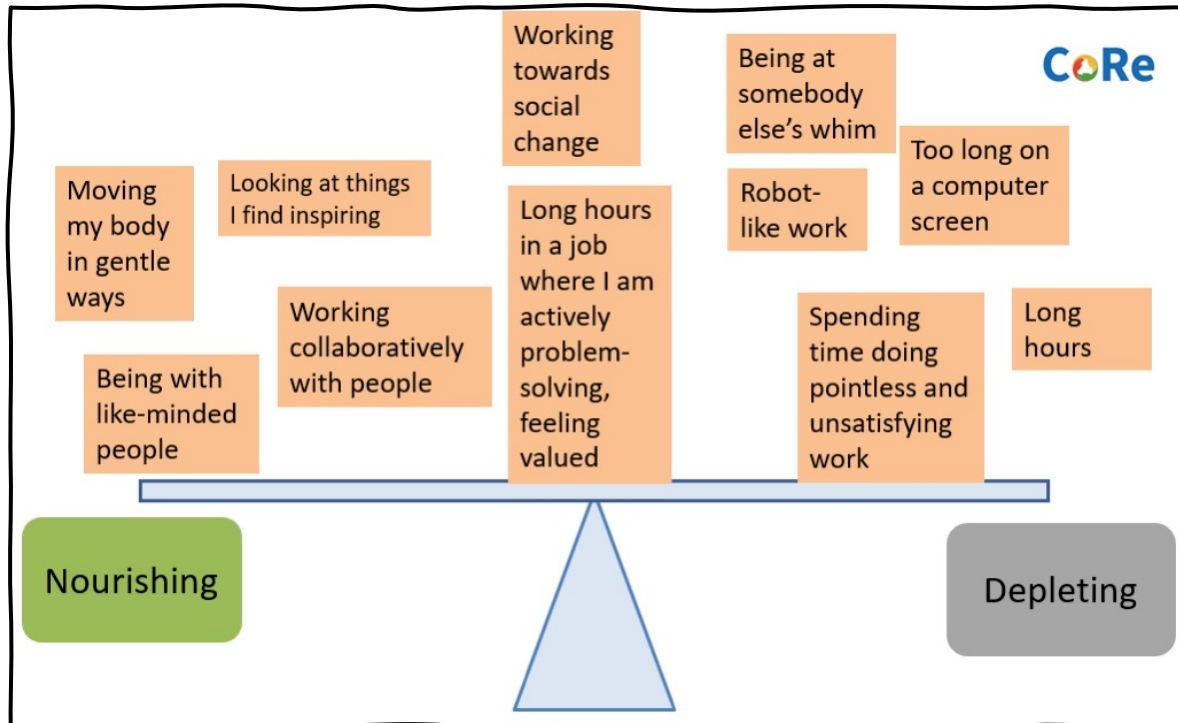 Working
towards
social
change
Being at
somebody
else's whim
CoRe
Too long on
a computer
screen
Moving
my body
in gentle
ways
Looking at things
I find inspiring
Long hours
in a job
where I am
actively
problem-
solving,
feeling
valued
Robot-
like work
Working
collaboratively
with people
Spending
time doing
pointless and
unsatisfying
work
Long
hours
Being with
like-minded
people
Nourishing
Depleting